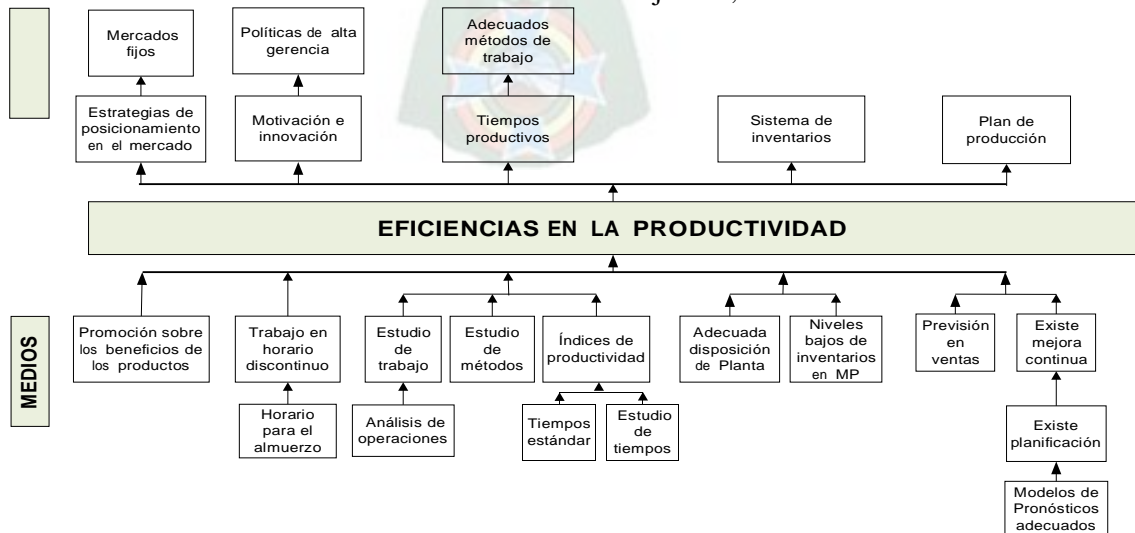 Mercados
fijos
Políticas de alta
gerencia
Adecuados
métodos de
trabajo
Estrategias de
posicionamiento
en el mercado
Motivación e
innovación
Tiempos
productivos
Sistema de
inventarios
Plan de
producción
EFICIENCIAS EN LA PRODUCTIVIDAD
MEDIOS
Promoción sobre
los beneficios de
los productos
Trabajo en
horario
discontinuo
Estudio
de
trabajo
Estudio
de
métodos
Índices de
productividad
Adecuada
disposición
de Planta
Niveles
bajos de
inventarios
en MP
Previsión
en
ventas
Existe
mejora
continua
Horario
para el
almuerzo
Análisis de
operaciones
Tiempos
estándar
Estudio
de
tiempos
Existe
planificación
Modelos de
Pronósticos
adecuados